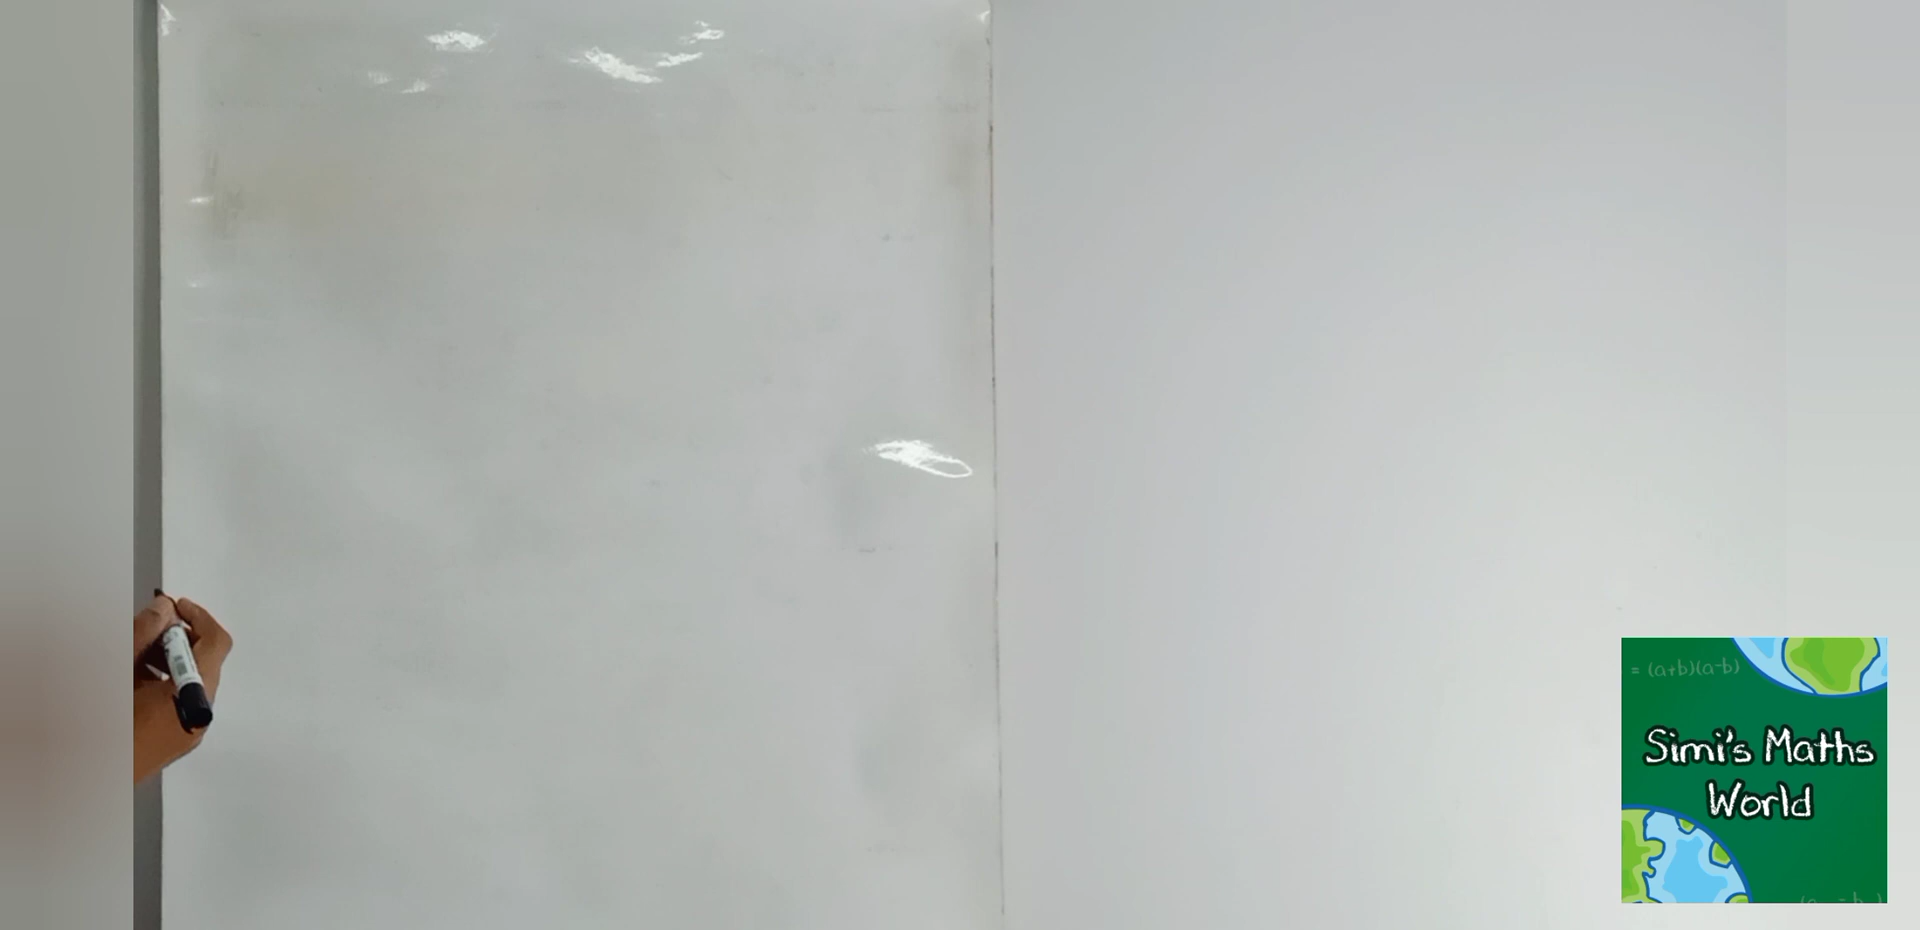 = (a+b)(a-b)
Simi's Maths
World